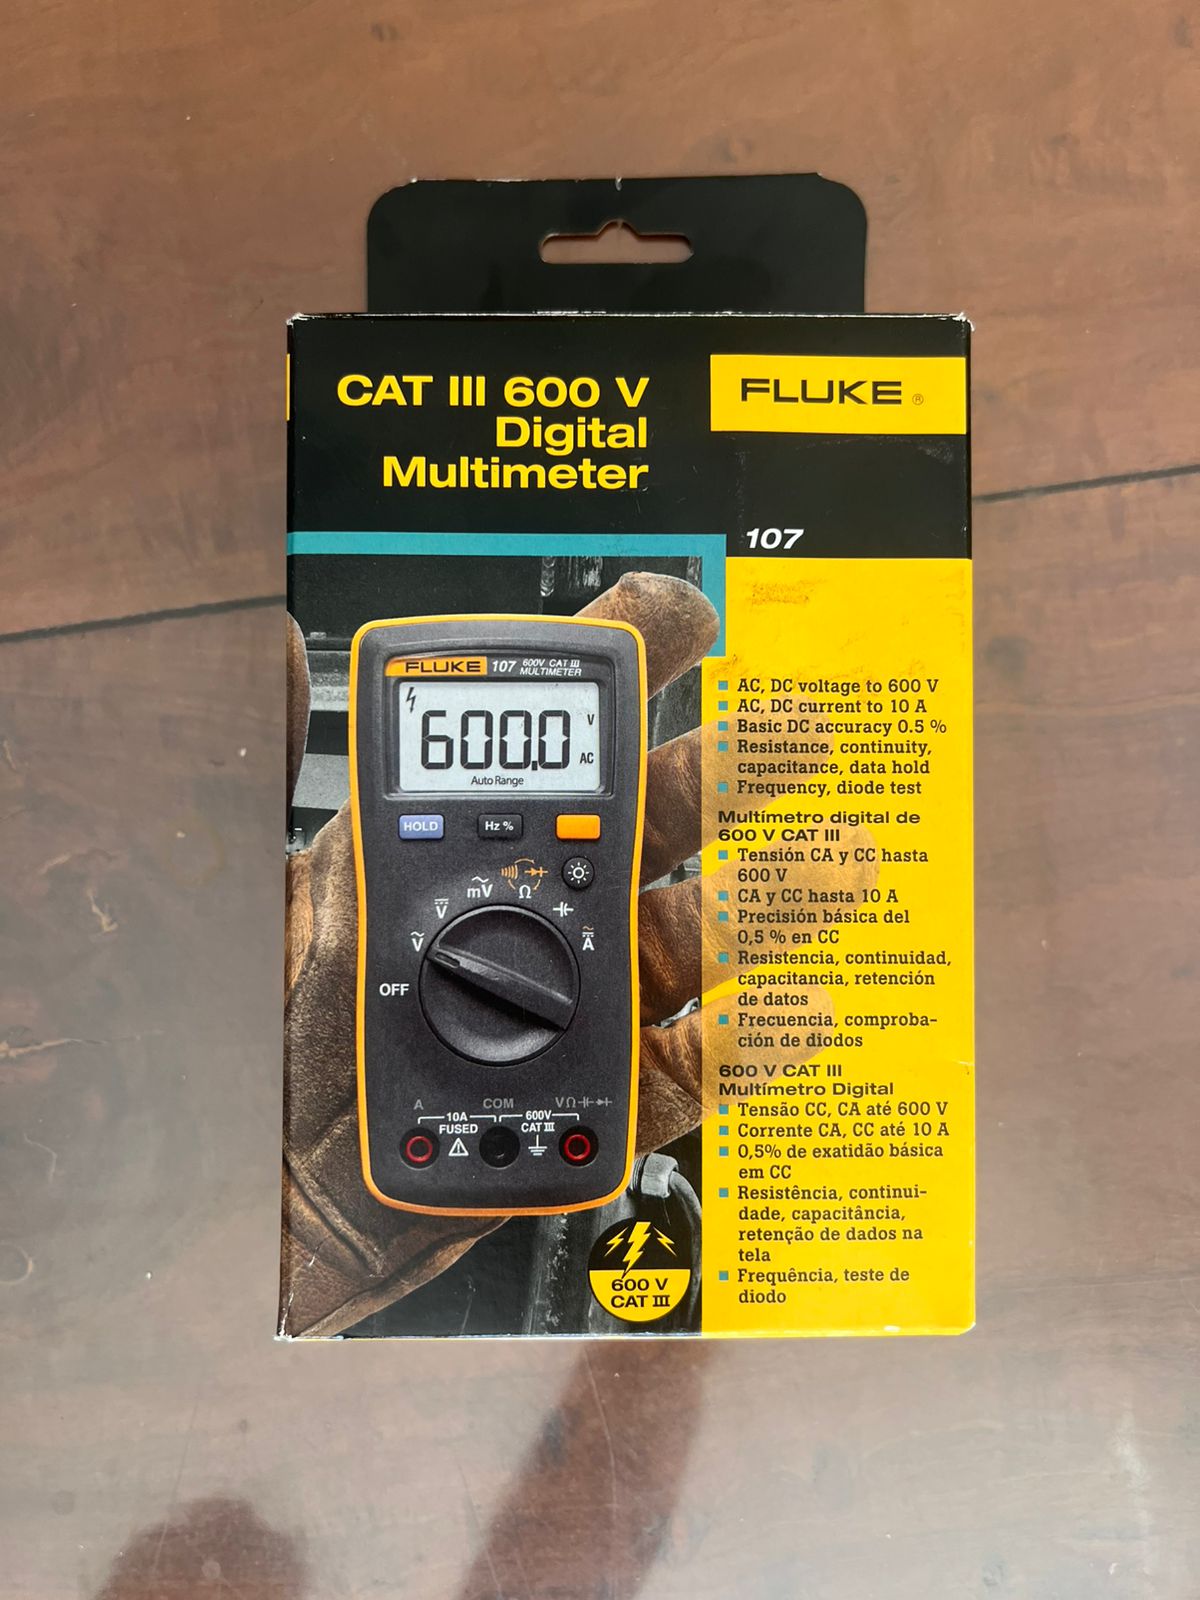 CAT III 600 V
Digital
Multimeter
FLUKE ®
107
FLUKE 107 600V CAT III
MULTIMETER
600.0 V
AC
Auto Range
HOLD
Hz %
mV
Ω
V
V
A
OFF
A
COM
VΩ
10A
FUSED
600V
CAT III
600 V
CAT III
AC, DC voltage to 600 V
AC, DC current to 10 A
Basic DC accuracy 0.5 %
Resistance, continuity,
capacitance, data hold
Frequency, diode test
Multímetro digital de
600 V CAT III
Tensión CA y CC hasta
600 V
CA y CC hasta 10 A
Precisión básica del
0,5 % en CC
Resistencia, continuidad,
capacitancia, retención
de datos
Frecuencia, comproba-
ción de diodos
600 V CAT III
Multímetro Digital
Tensão CC, CA até 600 V
Corrente CA, CC até 10 A
0,5% de exatidão básica
em CC
Resistência, continui-
dade, capacitância,
retenção de dados na
tela
Frequência, teste de
diodo